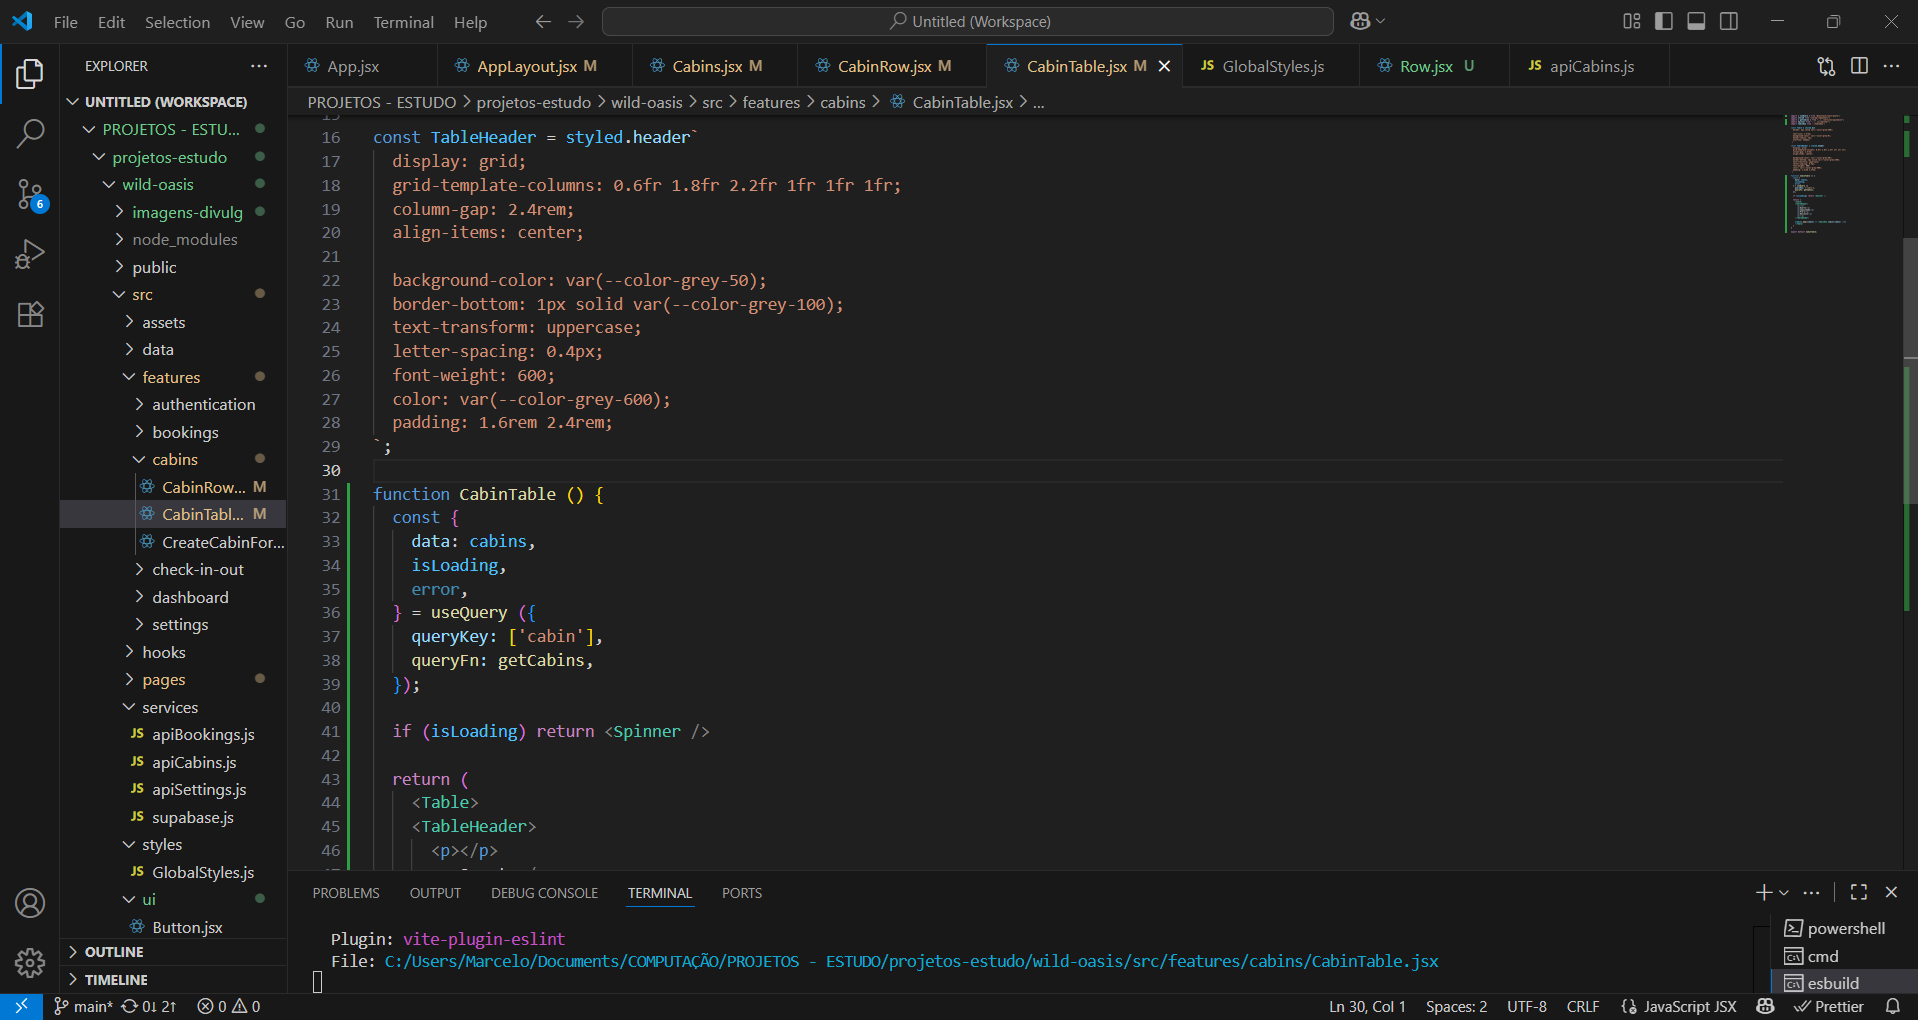 File Edit Selection View Go Run Terminal Help
Untitled (Workspace)
EXPLORER
UNTITLED (WORKSPACE)
PROJETOS - ESTU...
projetos-estudo
wild-oasis
imagens-divulg
node_modules
public
src
assets
data
features
authentication
bookings
cabins
CabinRow... M
CabinTabl... M
CreateCabinFor...
check-in-out
dashboard
settings
hooks
pages
services
JS apiBookings.js
JS apiCabins.js
JS apiSettings.js
JS supabase.js
styles
JS GlobalStyles.js
ui
Button.jsx
OUTLINE
TIMELINE
6
App.jsx AppLayout.jsx M Cabins.jsx M CabinRow.jsx M CabinTable.jsx M JS GlobalStyles.js Row.jsx U JS apiCabins.js
PROJETOS - ESTUDO > projetos-estudo > wild-oasis > src > features > cabins > CabinTable.jsx > ...
15
16 const TableHeader = styled.header`
17 display: grid;
18 grid-template-columns: 0.6fr 1.8fr 2.2fr 1fr 1fr 1fr;
19 column-gap: 2.4rem;
20 align-items: center;
21
22 background-color: var(--color-grey-50);
23 border-bottom: 1px solid var(--color-grey-100);
24 text-transform: uppercase;
25 letter-spacing: 0.4px;
26 font-weight: 600;
27 color: var(--color-grey-600);
28 padding: 1.6rem 2.4rem;
29 `;
30
31 function CabinTable () {
32 const {
33 data: cabins,
34 isLoading,
35 error,
36 } = useQuery ({
37 queryKey: ['cabin'],
38 queryFn: getCabins,
39 });
40
41 if (isLoading) return <Spinner />
42
43 return (
44 <Table>
45 <TableHeader>
46 <p></p>
PROBLEMS OUTPUT DEBUG CONSOLE TERMINAL PORTS
Plugin: vite-plugin-eslint
File: C:/Users/Marcelo/Documents/COMPUTAÇÃO/PROJETOS - ESTUDO/projetos-estudo/wild-oasis/src/features/cabins/CabinTable.jsx
powershell
cmd
esbuild
main* 0↓ 2↑ 0 0
Ln 30, Col 1 Spaces: 2 UTF-8 CRLF {} JavaScript JSX Prettier